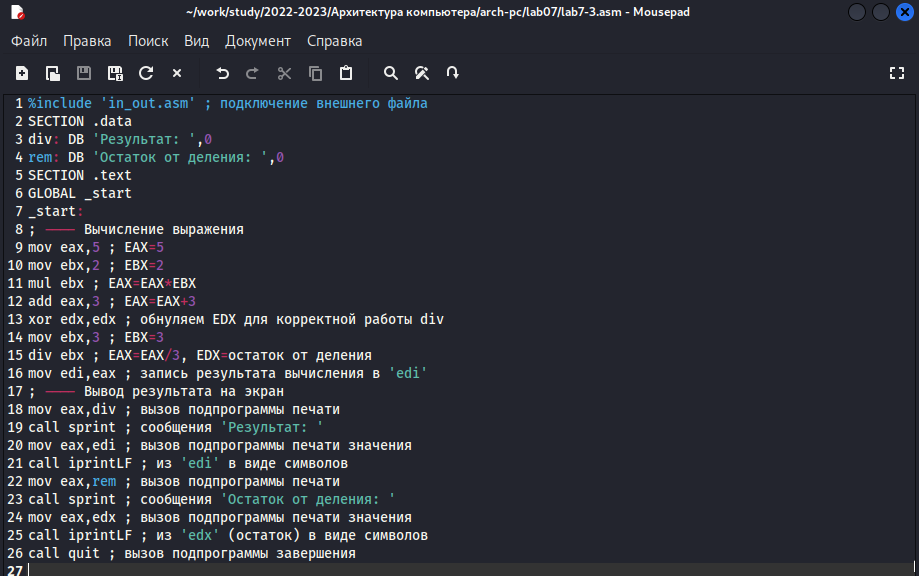 ~/work/study/2022-2023/Архитектура компьютера/arch-pc/lab07/lab7-3.asm - Mousepad
Файл Правка Поиск Вид Документ Справка
1 %include 'in_out.asm' ; подключение внешнего файла
2 SECTION .data
3 div: DB 'Результат: ',0
4 rem: DB 'Остаток от деления: ',0
5 SECTION .text
6 GLOBAL _start
7 _start:
8 ; ---- Вычисление выражения
9 mov eax,5 ; EAX=5
10 mov ebx,2 ; EBX=2
11 mul ebx ; EAX=EAX*EBX
12 add eax,3 ; EAX=EAX+3
13 xor edx,edx ; обнуляем EDX для корректной работы div
14 mov ebx,3 ; EBX=3
15 div ebx ; EAX=EAX/3, EDX=остаток от деления
16 mov edi,eax ; запись результата вычисления в 'edi'
17 ; ---- Вывод результата на экран
18 mov eax,div ; вызов подпрограммы печати
19 call sprint ; сообщения 'Результат: '
20 mov eax,edi ; вызов подпрограммы печати значения
21 call iprintLF ; из 'edi' в виде символов
22 mov eax,rem ; вызов подпрограммы печати
23 call sprint ; сообщения 'Остаток от деления: '
24 mov eax,edx ; вызов подпрограммы печати значения
25 call iprintLF ; из 'edx' (остаток) в виде символов
26 call quit ; вызов подпрограммы завершения
27